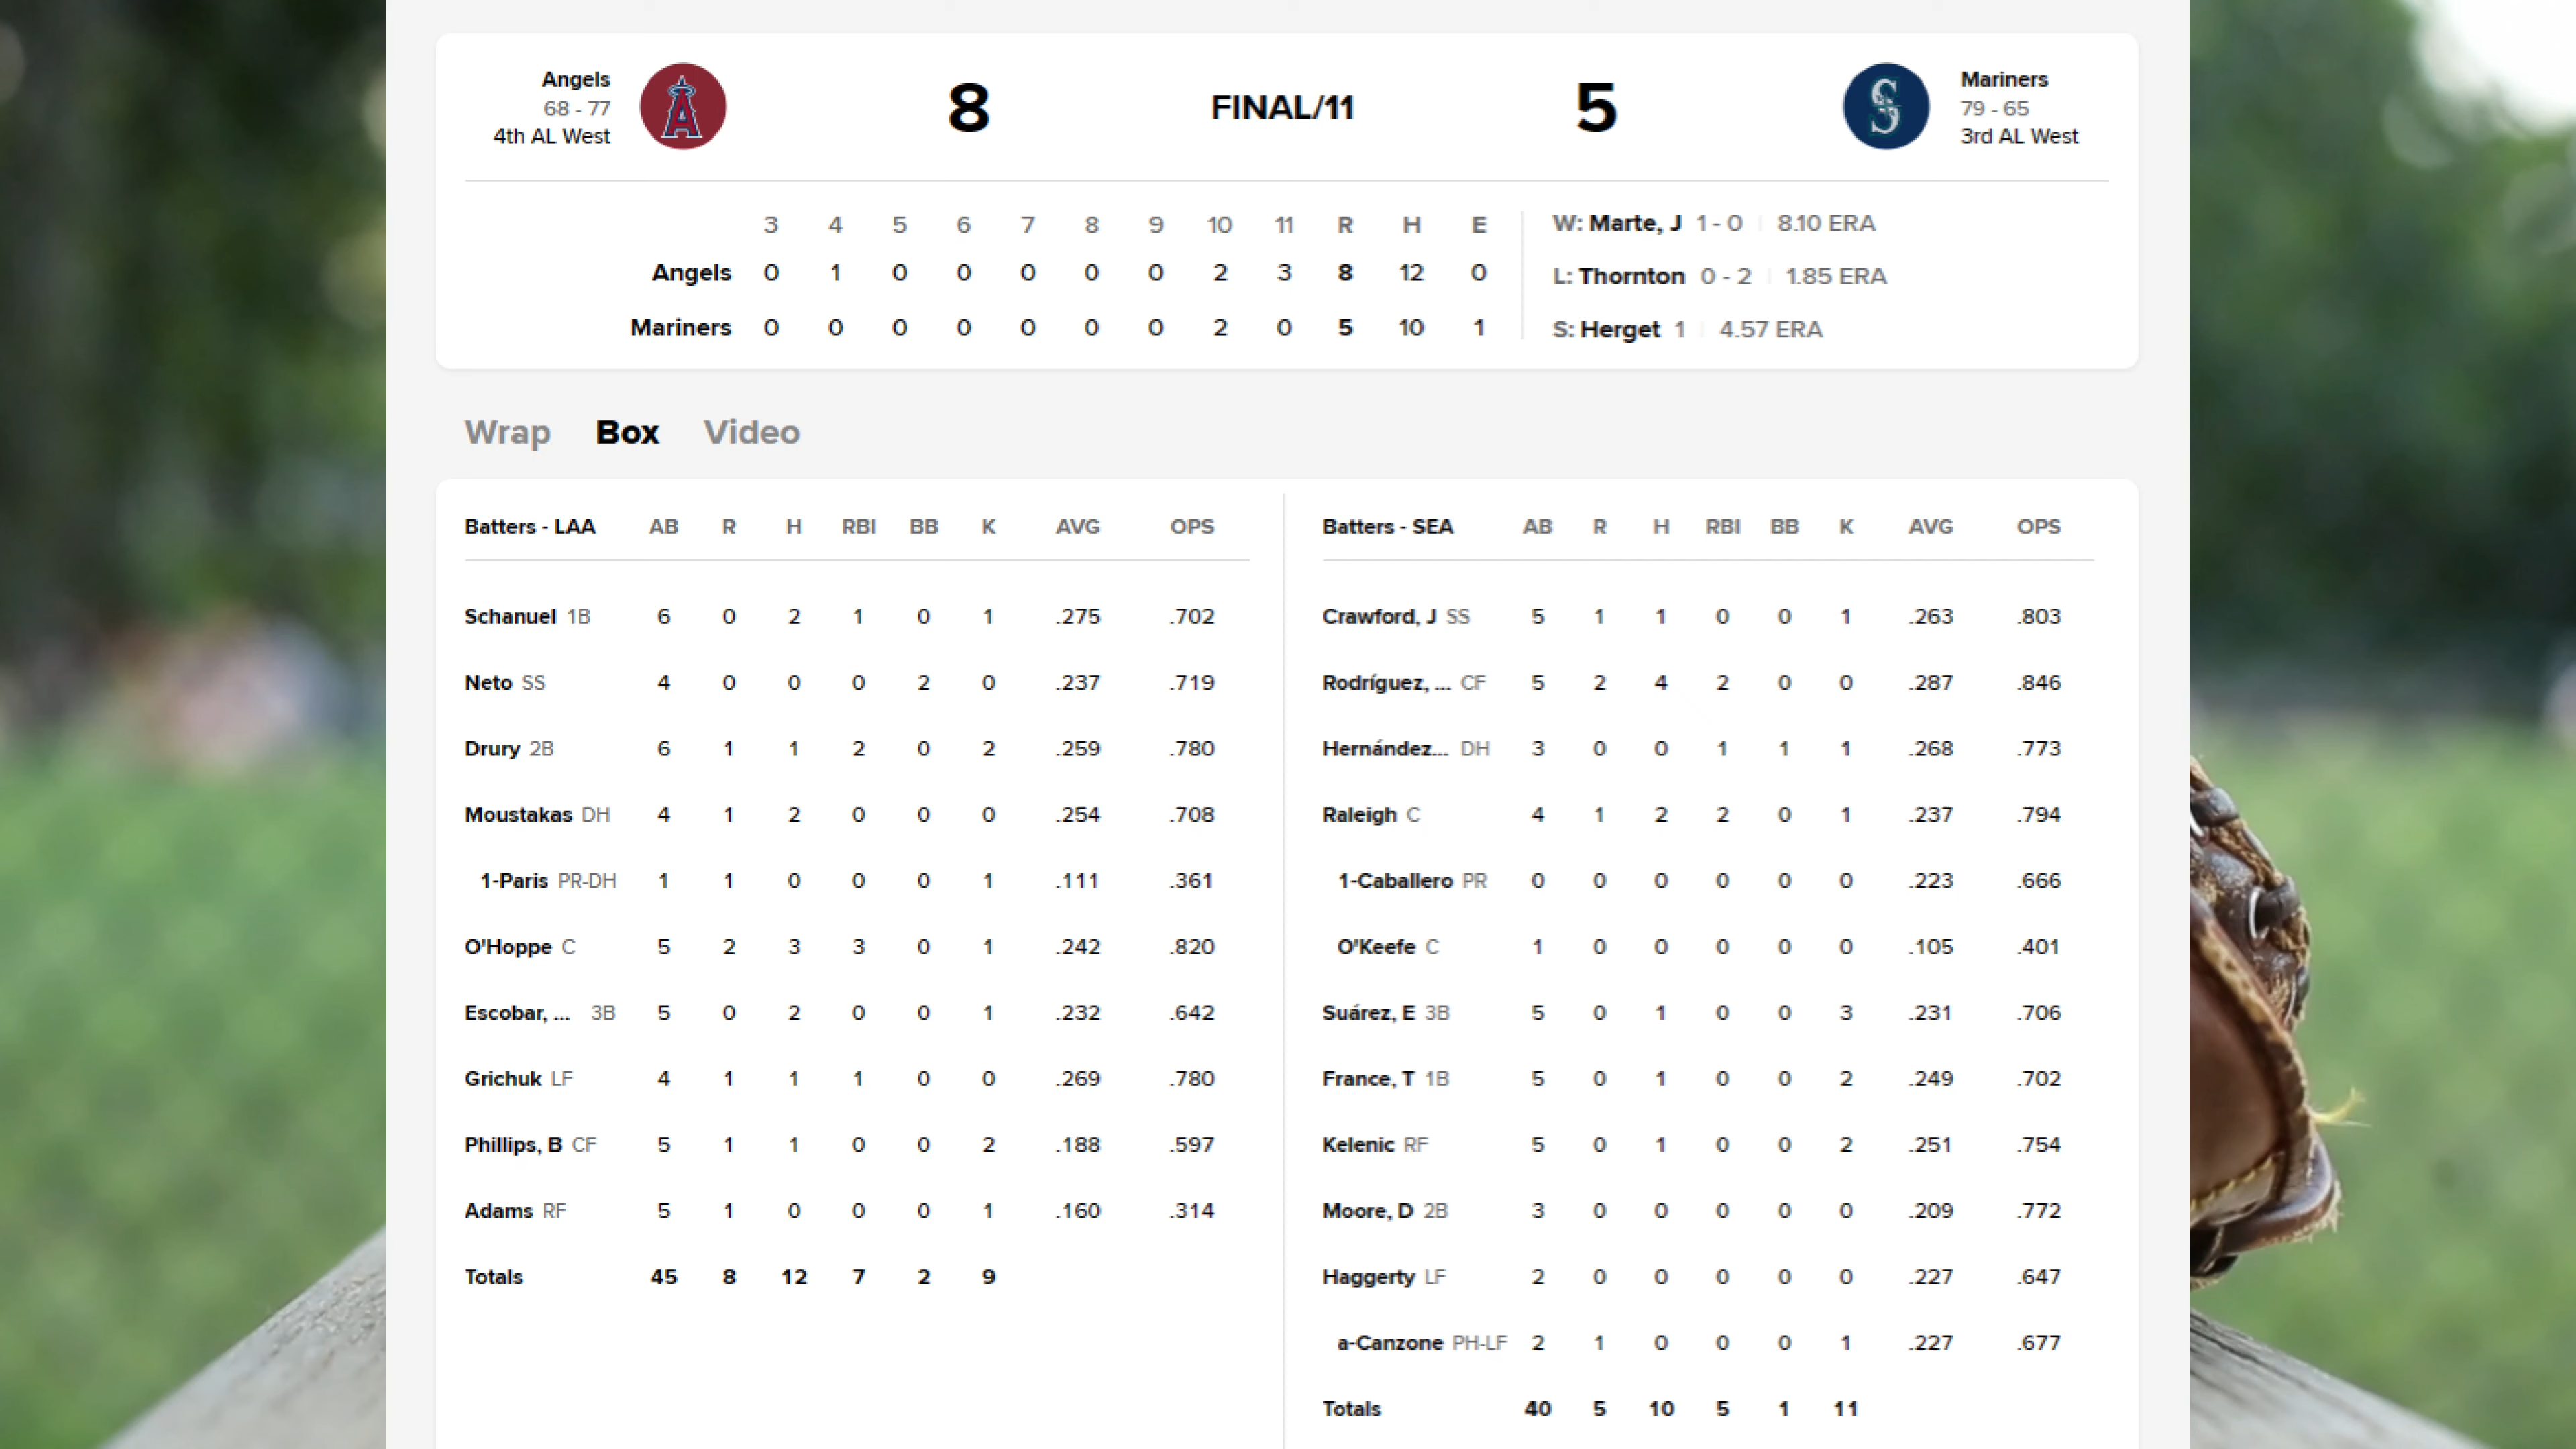 Angels
68 - 77
4th AL West
A
8
FINAL/11
5
S
Mariners
79 - 65
3rd AL West
3 4 5 6 7 8 9 10 11 R H E
Angels 0 1 0 0 0 0 0 2 3 8 12 0
Mariners 0 0 0 0 0 0 0 2 0 5 10 1
W: Marte, J 1 - 0 8.10 ERA
L: Thornton 0 - 2 1.85 ERA
S: Herget 1 4.57 ERA
Wrap Box Video
Batters - LAA AB R H RBI BB K AVG OPS
Schanuel 1B 6 0 2 1 0 1 .275 .702
Neto SS 4 0 0 0 2 0 .237 .719
Drury 2B 6 1 1 2 0 2 .259 .780
Moustakas DH 4 1 2 0 0 0 .254 .708
1-Paris PR-DH 1 1 0 0 0 1 .111 .361
O'Hoppe C 5 2 3 3 0 1 .242 .820
Escobar, ... 3B 5 0 2 0 0 1 .232 .642
Grichuk LF 4 1 1 1 0 0 .269 .780
Phillips, B CF 5 1 1 0 0 2 .188 .597
Adams RF 5 1 0 0 0 1 .160 .314
Totals 45 8 12 7 2 9
Batters - SEA AB R H RBI BB K AVG OPS
Crawford, J SS 5 1 1 0 0 1 .263 .803
Rodríguez, ... CF 5 2 4 2 0 0 .287 .846
Hernández... DH 3 0 0 1 1 1 .268 .773
Raleigh C 4 1 2 2 0 1 .237 .794
1-Caballero PR 0 0 0 0 0 0 .223 .666
O'Keefe C 1 0 0 0 0 0 .105 .401
Suárez, E 3B 5 0 1 0 0 3 .231 .706
France, T 1B 5 0 1 0 0 2 .249 .702
Kelenic RF 5 0 1 0 0 2 .251 .754
Moore, D 2B 3 0 0 0 0 0 .209 .772
Haggerty LF 2 0 0 0 0 0 .227 .647
a-Canzone PH-LF 2 1 0 0 0 1 .227 .677
Totals 40 5 10 5 1 11